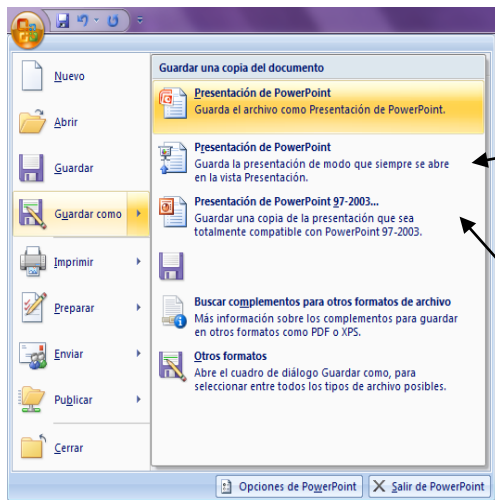 Nuevo
Abrir
Guardar
Guardar como
Imprimir
Preparar
Enviar
Publicar
Cerrar
Guardar una copia del documento
Presentación de PowerPoint
Guarda el archivo como Presentación de PowerPoint.
Presentación de PowerPoint
Guarda la presentación de modo que siempre se abre
en la vista Presentación.
Presentación de PowerPoint 97-2003...
Guardar una copia de la presentación que sea
totalmente compatible con PowerPoint 97-2003.
Buscar complementos para otros formatos de archivo
Más información sobre los complementos para guardar
en otros formatos como PDF o XPS.
Otros formatos
Abre el cuadro de diálogo Guardar como, para
seleccionar entre todos los tipos de archivo posibles.
Opciones de PowerPoint
Salir de PowerPoint